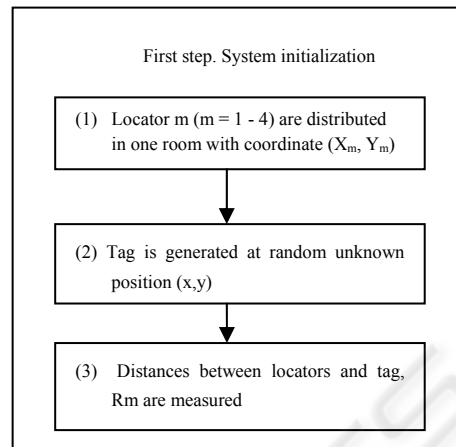 First step. System initialization
(1) Locator m (m = 1 - 4) are distributed
in one room with coordinate (Xₘ, Yₘ)
(2) Tag is generated at random unknown
position (x,y)
(3) Distances between locators and tag,
Rm are measured